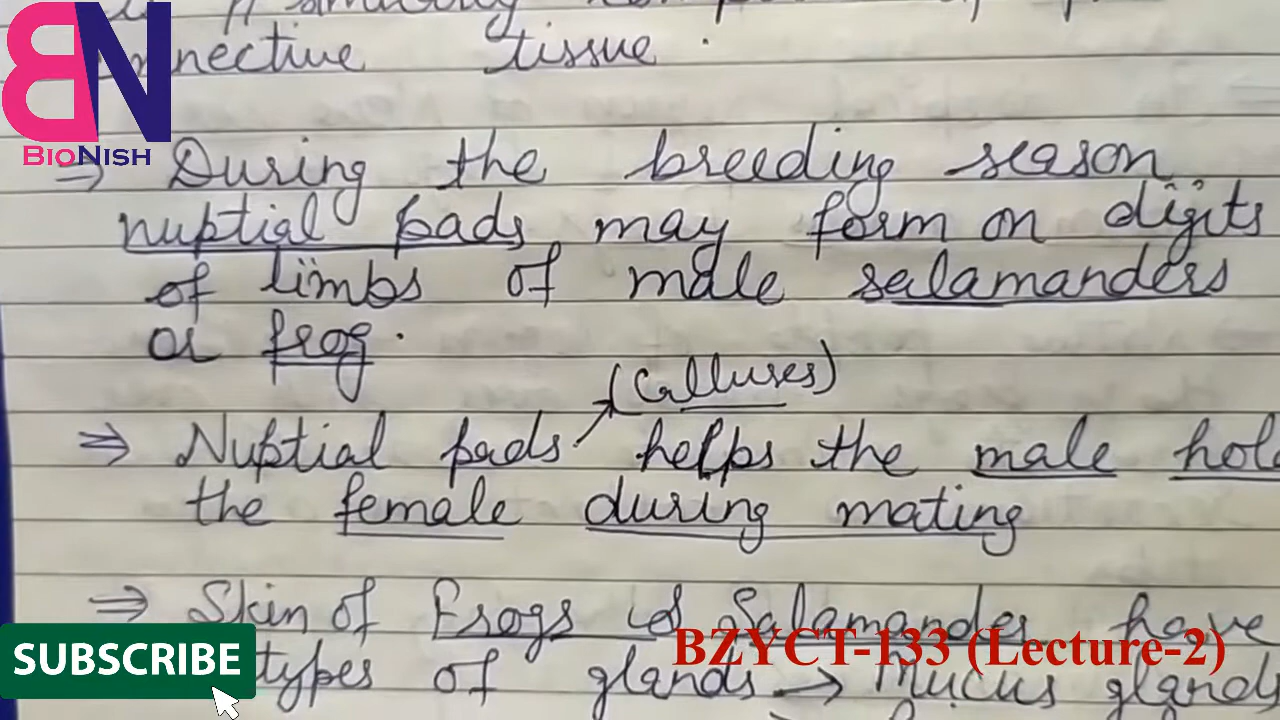 connective tissue.
BN
BIONISH
⇒ During the breeding season
nuptial pads may form on digits
of limbs of male salamanders
or frog.
(Calluses)
⇒ Nuptial pads helps the male hol
the female during mating
⇒ Skin of Frogs & Salamander have
types of glands → Mucus glands
SUBSCRIBE
BZYCT-133 (Lecture-2)